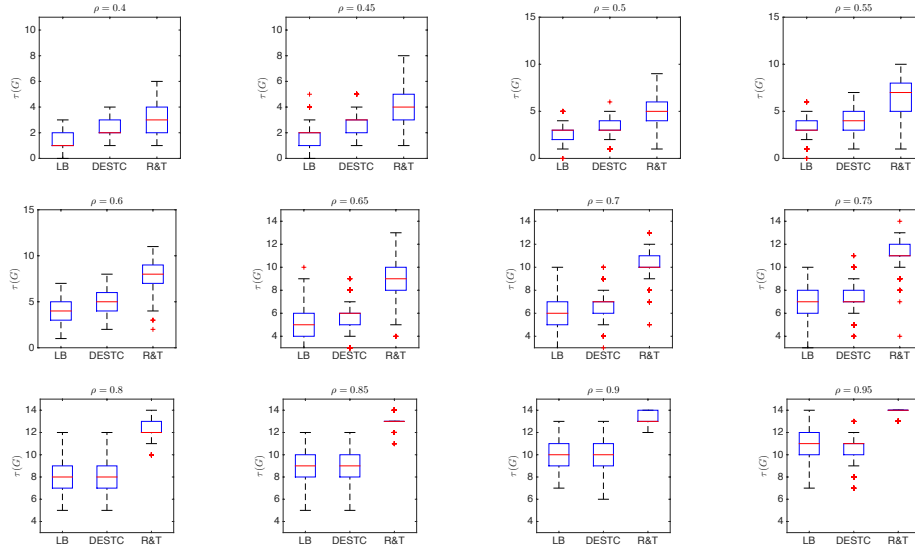 ρ = 0.4 ρ = 0.45 ρ = 0.5 ρ = 0.55
10 10 15 15
8 8 10 10
6 6
τ(G) τ(G) τ(G) τ(G)
4 4 5 5
2 2
0 0 0 0
LB DESTC R&T LB DESTC R&T LB DESTC R&T LB DESTC R&T
ρ = 0.6 ρ = 0.65 ρ = 0.7 ρ = 0.75
15 14 14 14
12 12 12
10 10 10 10
τ(G) τ(G) τ(G) τ(G)
8 8 8
5 6 6 6
4 4 4
0
LB DESTC R&T LB DESTC R&T LB DESTC R&T LB DESTC R&T
ρ = 0.8 ρ = 0.85 ρ = 0.9 ρ = 0.95
14 14 14 14
12 12 12 12
10 10 10 10
τ(G) τ(G) τ(G) τ(G)
8 8 8 8
6 6 6 6
4 4 4 4
LB DESTC R&T LB DESTC R&T LB DESTC R&T LB DESTC R&T